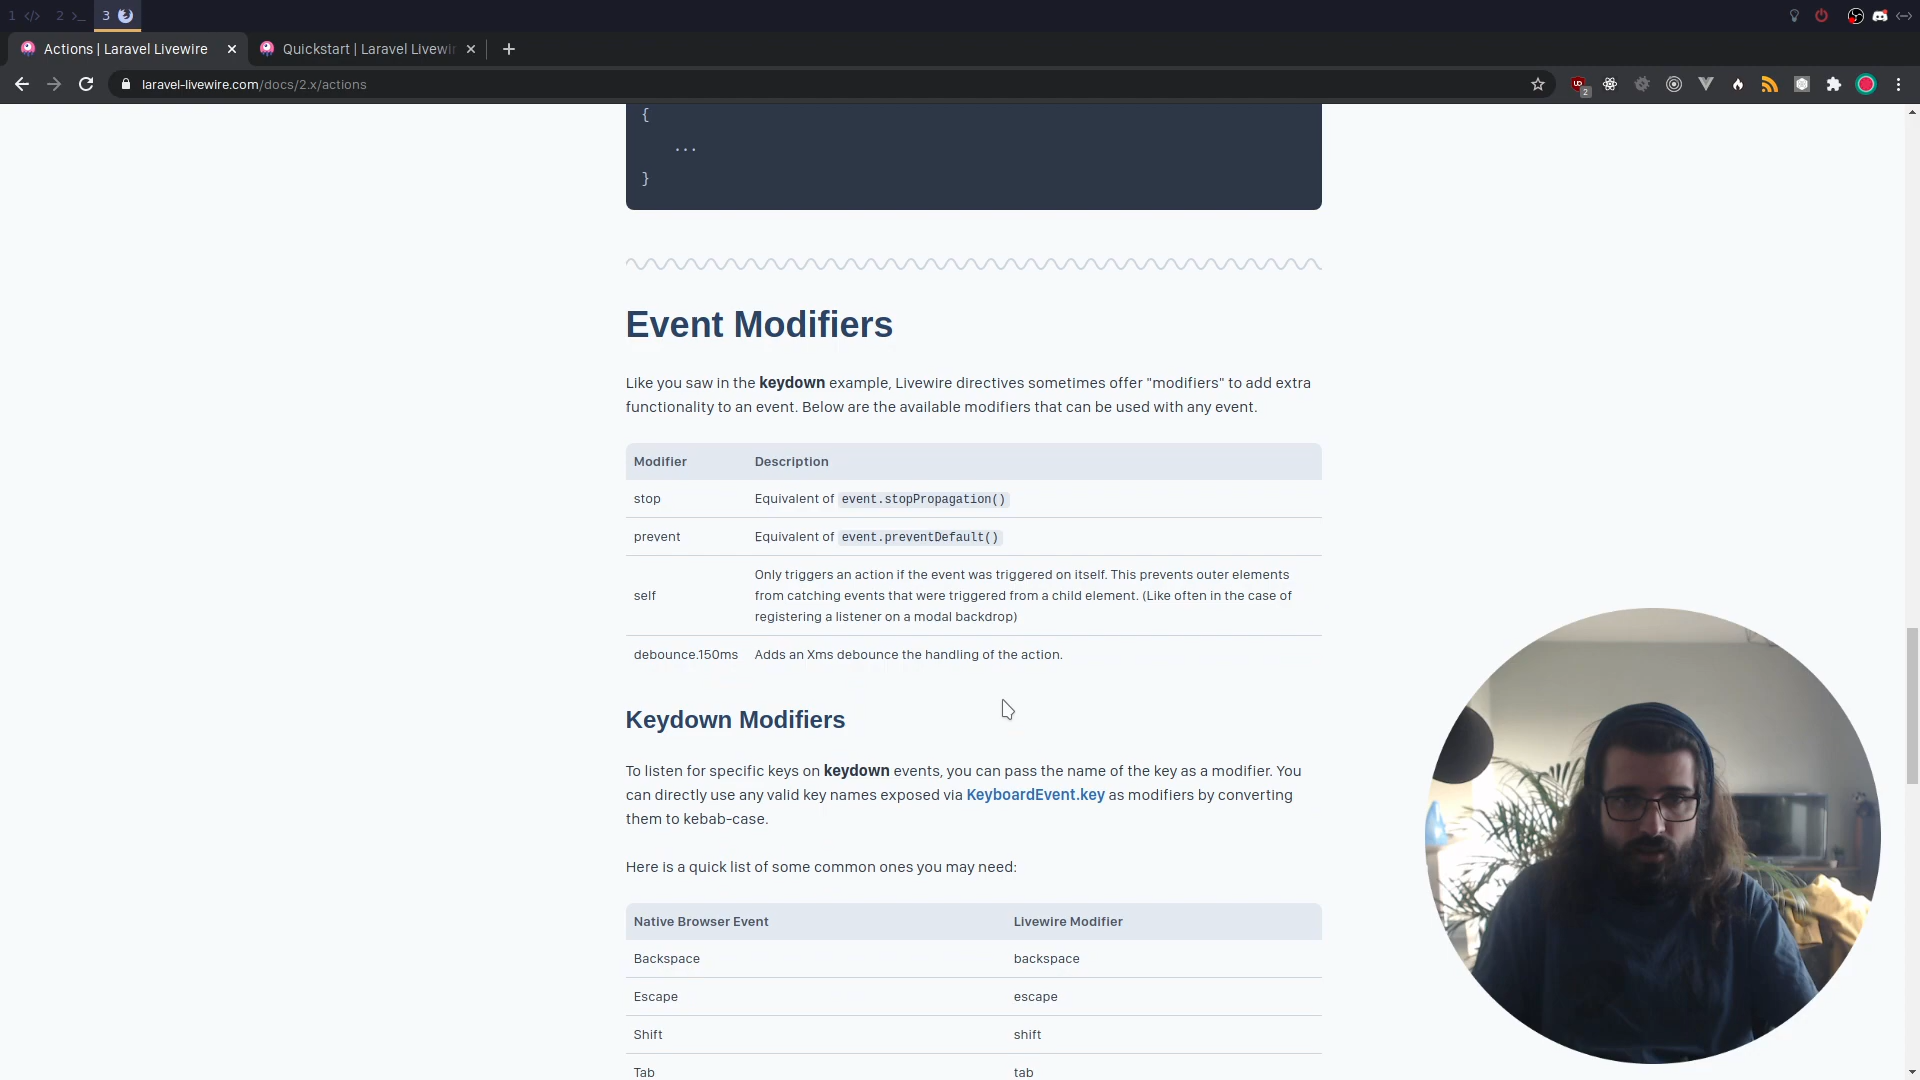 1 </> 2 >_ 3
Actions | Laravel Livewire
Quickstart | Laravel Livewi
laravel-livewire.com/docs/2.x/actions
2
{
...
}
Event Modifiers
Like you saw in the keydown example, Livewire directives sometimes offer "modifiers" to add extra
functionality to an event. Below are the available modifiers that can be used with any event.
Modifier Description
stop Equivalent of event.stopPropagation()
prevent Equivalent of event.preventDefault()
self Only triggers an action if the event was triggered on itself. This prevents outer elements
from catching events that were triggered from a child element. (Like often in the case of
registering a listener on a modal backdrop)
debounce.150ms Adds an Xms debounce the handling of the action.
Keydown Modifiers
To listen for specific keys on keydown events, you can pass the name of the key as a modifier. You
can directly use any valid key names exposed via KeyboardEvent.key as modifiers by converting
them to kebab-case.
Here is a quick list of some common ones you may need:
Native Browser Event Livewire Modifier
Backspace backspace
Escape escape
Shift shift
Tab tab